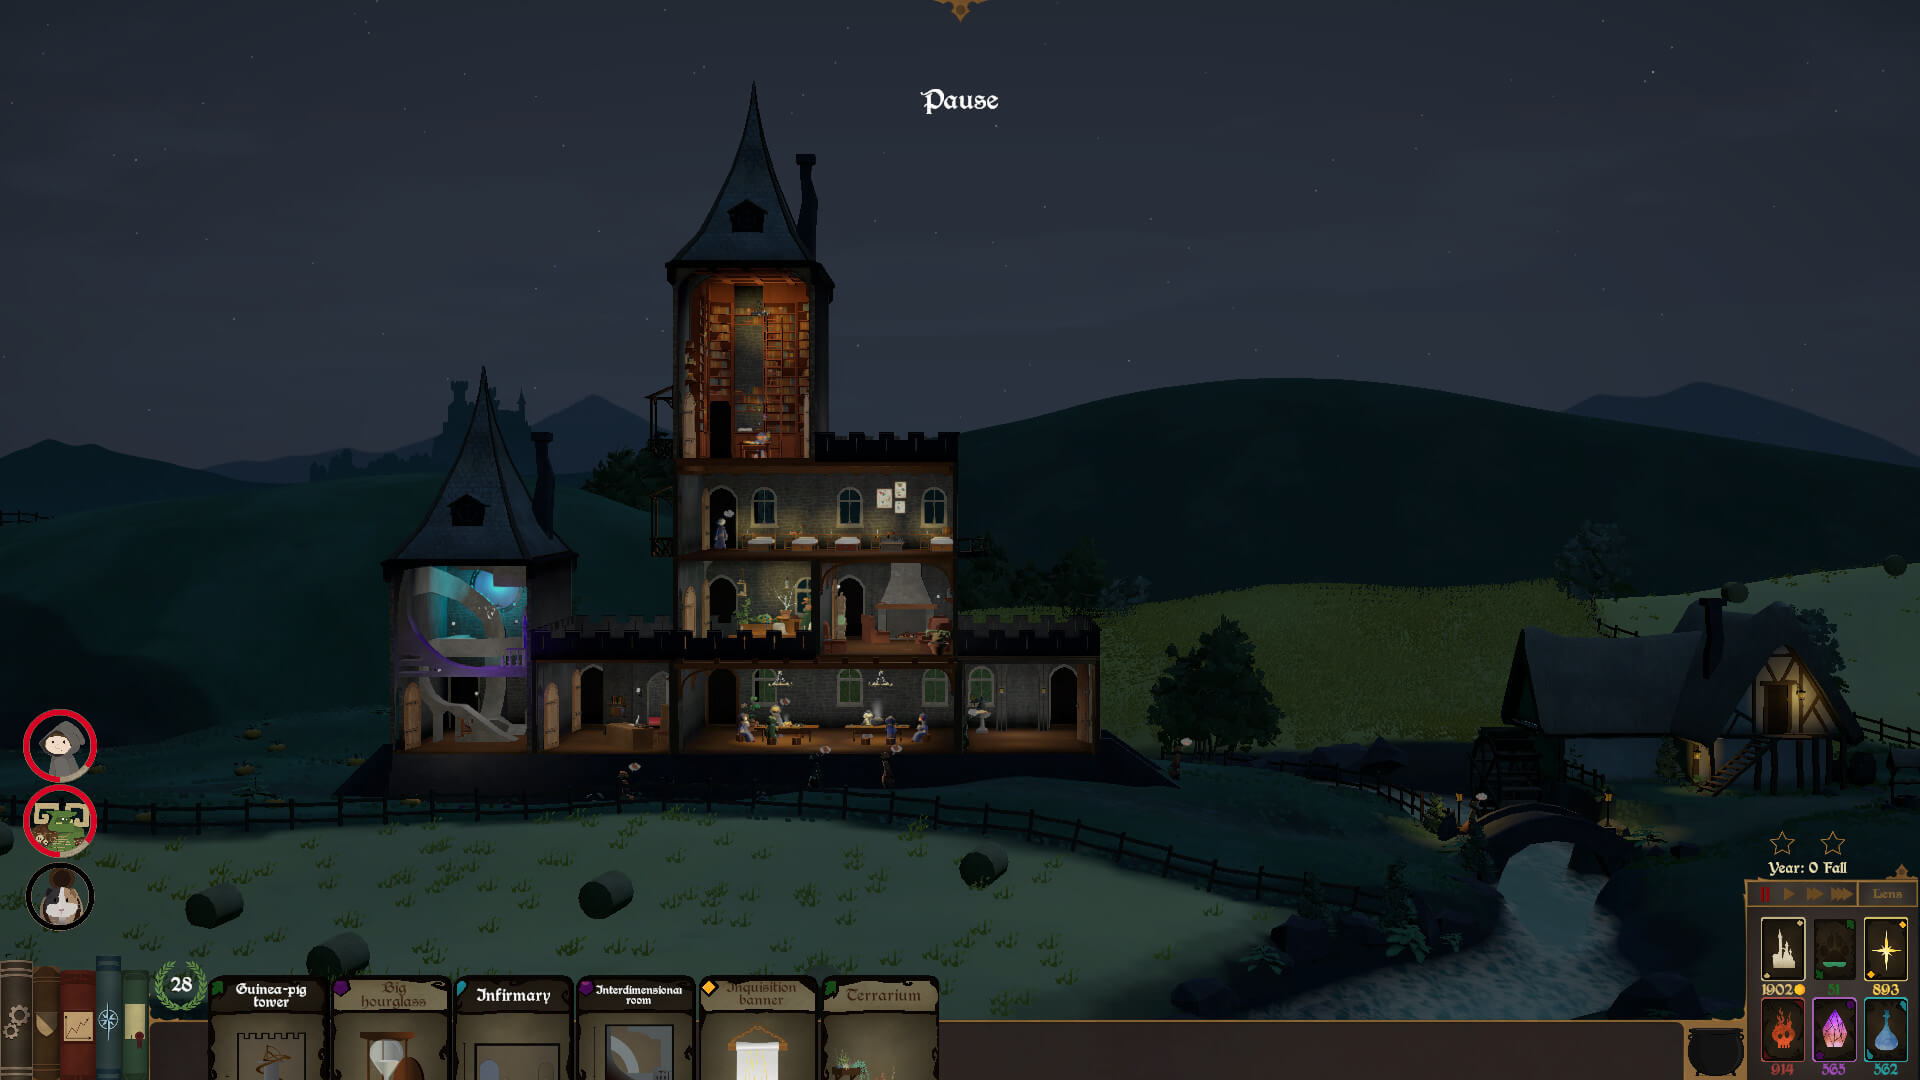 Pause
Year: 0 Fall
Lens
28
Guinea-pig
tower
Big
hourglass
Infirmary
Interdimensional
room
Inquisition
banner
Terrarium
1902
51
893
914
565
562